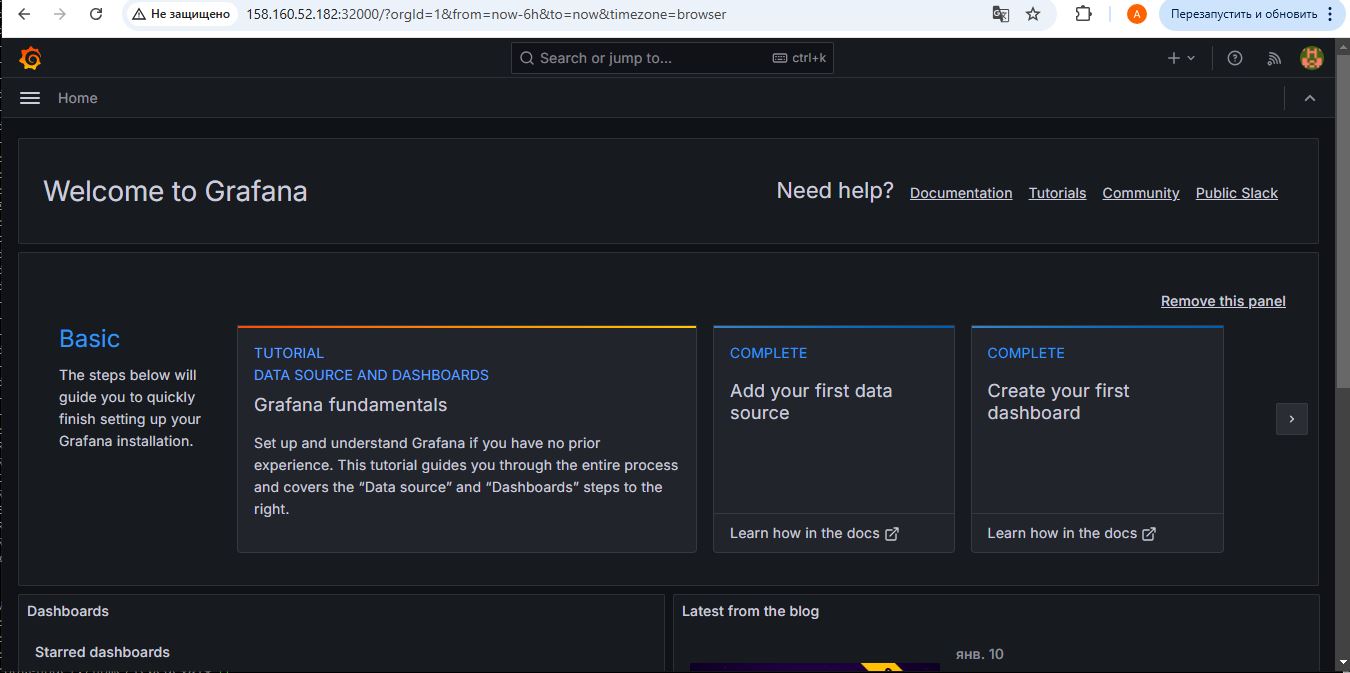 Не защищено
158.160.52.182:32000/?orgId=1&from=now-6h&to=now&timezone=browser
A
Перезапустить и обновить
Search or jump to...
ctrl+k
Home
Welcome to Grafana
Need help?
Documentation
Tutorials
Community
Public Slack
Remove this panel
Basic
The steps below will
guide you to quickly
finish setting up your
Grafana installation.
TUTORIAL
DATA SOURCE AND DASHBOARDS
Grafana fundamentals
Set up and understand Grafana if you have no prior
experience. This tutorial guides you through the entire process
and covers the “Data source” and “Dashboards” steps to the
right.
COMPLETE
Add your first data
source
Learn how in the docs
COMPLETE
Create your first
dashboard
Learn how in the docs
Dashboards
Starred dashboards
Latest from the blog
янв. 10